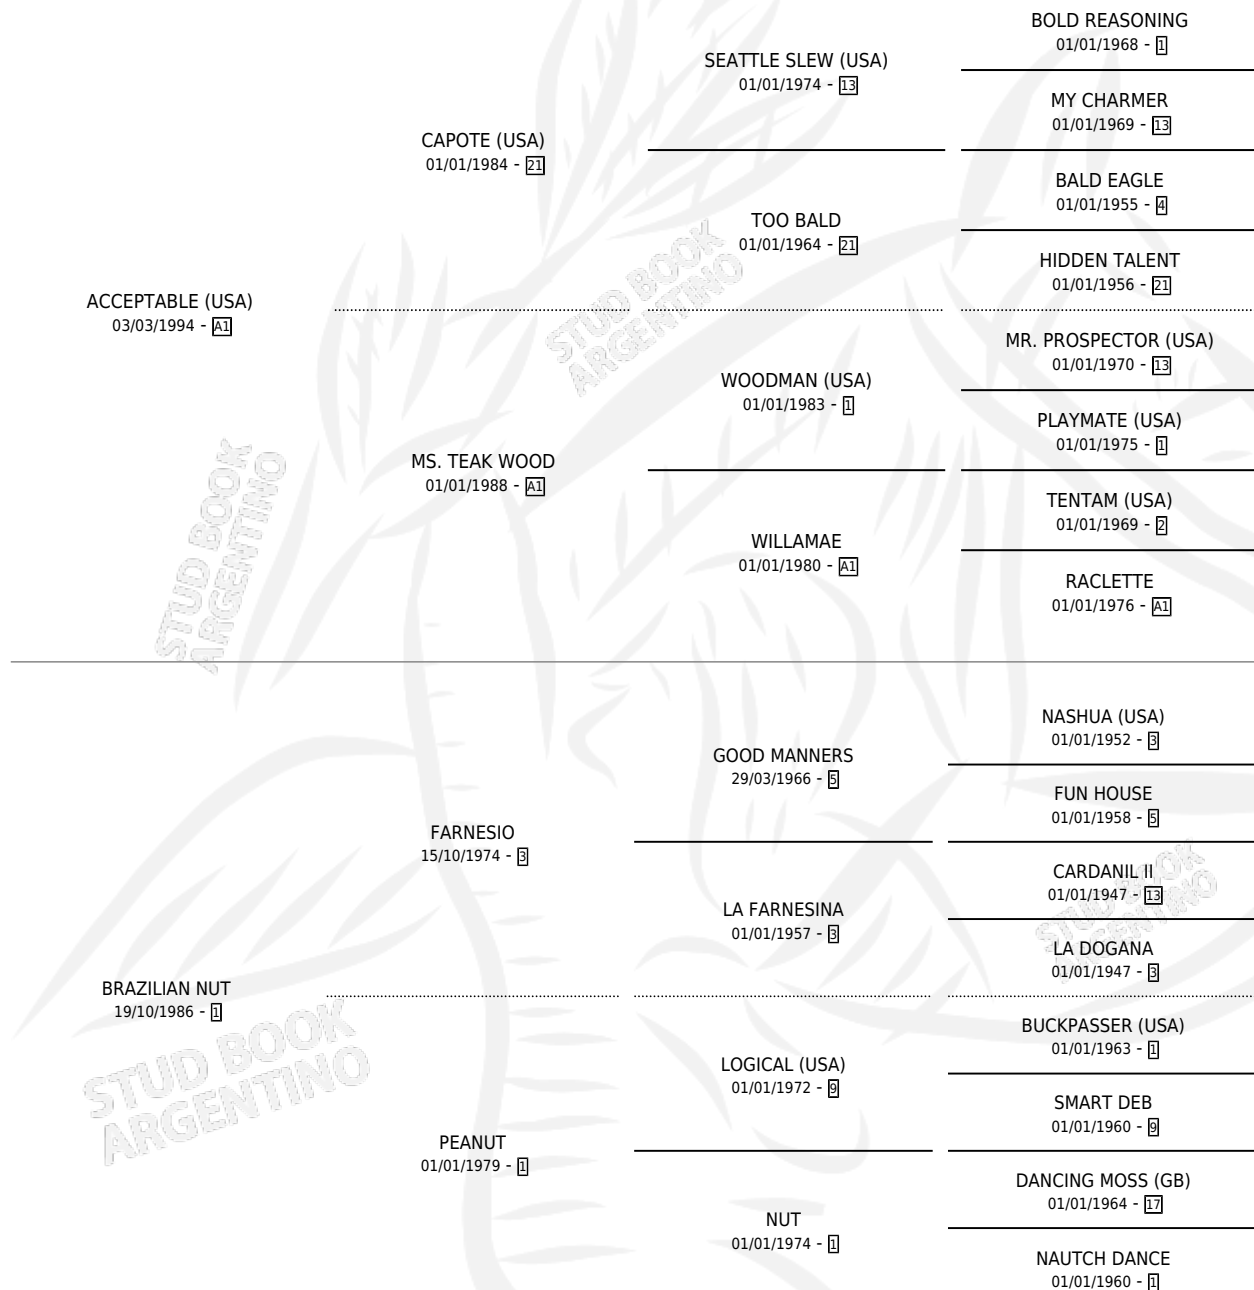 BOLD REASONING
01/01/1968 - 1
SEATTLE SLEW (USA)
01/01/1974 - 13
MY CHARMER
01/01/1969 - 13
CAPOTE (USA)
01/01/1984 - 21
BALD EAGLE
01/01/1955 - 4
TOO BALD
01/01/1964 - 21
HIDDEN TALENT
01/01/1956 - 21
ACCEPTABLE (USA)
03/03/1994 - A1
MR. PROSPECTOR (USA)
01/01/1970 - 13
WOODMAN (USA)
01/01/1983 - 1
PLAYMATE (USA)
01/01/1975 - 1
MS. TEAK WOOD
01/01/1988 - A1
TENTAM (USA)
01/01/1969 - 2
WILLAMAE
01/01/1980 - A1
RACLETTE
01/01/1976 - A1
NASHUA (USA)
01/01/1952 - 3
GOOD MANNERS
29/03/1966 - 5
FUN HOUSE
01/01/1958 - 5
FARNESIO
15/10/1974 - 3
CARDANIL II
01/01/1947 - 13
LA FARNESINA
01/01/1957 - 3
LA DOGANA
01/01/1947 - 3
BRAZILIAN NUT
19/10/1986 - 1
BUCKPASSER (USA)
01/01/1963 - 1
LOGICAL (USA)
01/01/1972 - 9
SMART DEB
01/01/1960 - 9
PEANUT
01/01/1979 - 1
DANCING MOSS (GB)
01/01/1964 - 17
NUT
01/01/1974 - 1
NAUTCH DANCE
01/01/1960 - 1
STUD BOOK
ARGENTINO
STUD BOOK
ARGENTINO
STUD BOOK
ARGENTINO
STUD BOOK
ARGENTINO